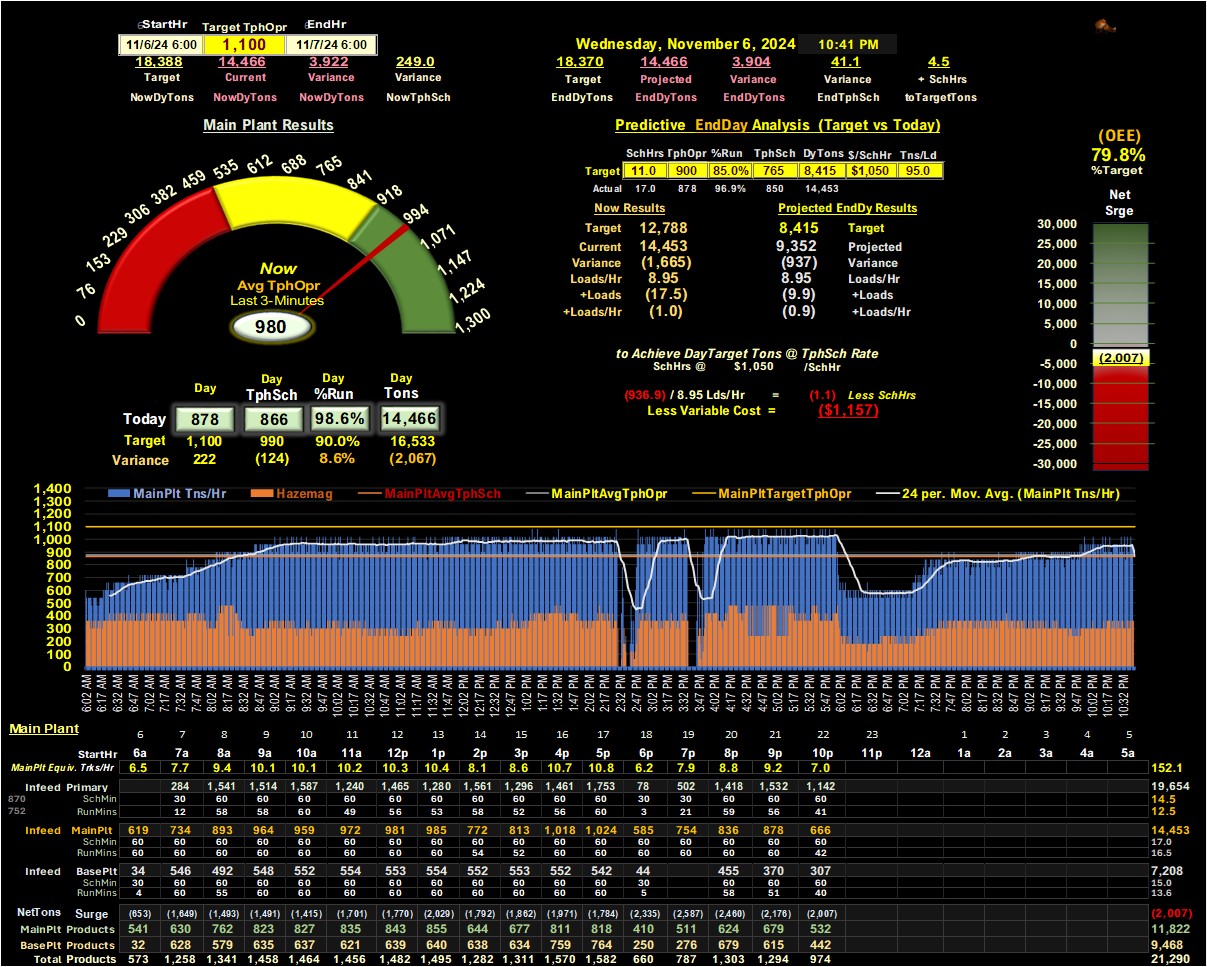 StartHr Target TphOpr EndHr
11/6/24 6:00 1,100 11/7/24 6:00
18,388 14,466 3,922 249.0
Target Current Variance Variance
NowDyTons NowDyTons NowDyTons NowTphSch
Wednesday, November 6, 2024 10:41 PM
18,370 14,466 3,904 41.1 4.5
Target Projected Variance Variance + SchHrs
EndDyTons EndDyTons EndDyTons EndTphSch toTargetTons
Main Plant Results
0 76 153 229 306 382 459 535 612 688 765 841 918 994 1,071 1,147 1,224 1,300
Now
Avg TphOpr
Last 3-Minutes
980
Day Day Day Day
TphSch %Run Tons
Today 878 866 98.6% 14,466
Target 1,100 990 90.0% 16,533
Variance 222 (124) 8.6% (2,067)
Predictive EndDay Analysis (Target vs Today)
SchHrs TphOpr %Run TphSch DyTons $/SchHr Tns/Ld
Target 11.0 900 85.0% 765 8,415 $1,050 95.0
Actual 17.0 878 96.9% 850 14,453
Now Results Projected EndDy Results
Target 12,788 8,415 Target
Current 14,453 9,352 Projected
Variance (1,665) (937) Variance
Loads/Hr 8.95 8.95 Loads/Hr
+Loads (17.5) (9.9) +Loads
+Loads/Hr (1.0) (0.9) +Loads/Hr
to Achieve DayTarget Tons @ TphSch Rate
SchHrs @ $1,050 /SchHr
(936.9) / 8.95 Lds/Hr = (1.1) Less SchHrs
Less Variable Cost = ($1,157)
(OEE)
79.8%
%Target
Net
Srge
30,000
25,000
20,000
15,000
10,000
5,000
0
(2,007)
-5,000
-10,000
-15,000
-20,000
-25,000
-30,000
MainPlt Tns/Hr Hazemag MainPltAvgTphSch MainPltAvgTphOpr MainPltTargetTphOpr 24 per. Mov. Avg. (MainPlt Tns/Hr)
1,400
1,300
1,200
1,100
1,000
900
800
700
600
500
400
300
200
100
0
6:02 AM 6:17 AM 6:32 AM 6:47 AM 7:02 AM 7:17 AM 7:32 AM 7:47 AM 8:02 AM 8:11 AM 8:26 AM 8:41 AM 8:56 AM 9:02 AM 9:17 AM 9:32 AM 9:47 AM 10:02 AM 10:17 AM 10:32 AM 10:47 AM 11:02 AM 11:17 AM 11:47 AM 12:02 PM 12:17 PM 12:32 PM 12:47 PM 1:02 PM 1:17 PM 1:32 PM 1:47 PM 2:02 PM 2:17 PM 2:32 PM 2:47 PM 3:02 PM 3:17 PM 3:32 PM 3:47 PM 4:02 PM 4:17 PM 4:32 PM 4:47 PM 5:02 PM 5:17 PM 5:32 PM 5:47 PM 6:02 PM 6:17 PM 6:32 PM 6:47 PM 7:02 PM 7:17 PM 7:32 PM 7:47 PM 8:02 PM 8:17 PM 8:32 PM 8:47 PM 9:02 PM 9:17 PM 9:32 PM 9:47 PM 10:02 PM 10:17 PM 10:32 PM
Main Plant 6 7 8 9 10 11 12 13 14 15 16 17 18 19 20 21 22 23 1 2 3 4 5
StartHr 6a 7a 8a 9a 10a 11a 12p 1p 2p 3p 4p 5p 6p 7p 8p 9p 10p 11p 12a 1a 2a 3a 4a 5a
MainPlt Equiv. Trks/Hr 6.5 7.7 9.4 10.1 10.1 10.2 10.3 10.4 8.1 8.6 10.7 10.8 6.2 7.9 8.8 9.2 7.0 152.1
Infeed Primary 284 1,541 1,514 1,587 1,240 1,465 1,280 1,561 1,296 1,461 1,753 78 502 1,418 1,532 1,142 19,654
870 SchMin 30 60 60 60 60 60 60 60 60 60 60 30 30 60 60 60 14.5
752 RunMins 12 58 58 60 49 56 53 58 52 56 60 3 21 59 56 41 12.5
Infeed MainPlt 619 734 893 964 959 972 981 985 772 813 1,018 1,024 585 754 836 878 666 14,453
SchMin 60 60 60 60 60 60 60 60 60 60 60 60 60 60 60 60 60 17.0
RunMins 60 60 60 60 60 60 60 60 54 52 60 60 60 60 60 60 42 16.5
Infeed BasePlt 34 546 492 548 552 554 553 554 552 553 552 542 44 455 370 307 7,208
SchMin 30 60 60 60 60 60 60 60 60 60 60 60 30 60 60 60 15.0
RunMins 4 60 55 60 60 60 60 60 60 60 60 60 5 58 51 40 13.6
NetTons Surge (653) (1,649) (1,493) (1,491) (1,415) (1,701) (1,770) (2,029) (1,792) (1,862) (1,971) (1,784) (2,335) (2,587) (2,460) (2,176) (2,007) (2,007)
MainPlt Products 541 630 762 823 827 835 843 855 644 677 811 818 410 511 624 679 532 11,822
BasePlt Products 32 628 579 635 637 621 639 640 638 634 759 764 250 276 679 615 442 9,468
Total Products 573 1,258 1,341 1,458 1,464 1,456 1,482 1,495 1,282 1,311 1,570 1,582 660 787 1,303 1,294 974 21,290